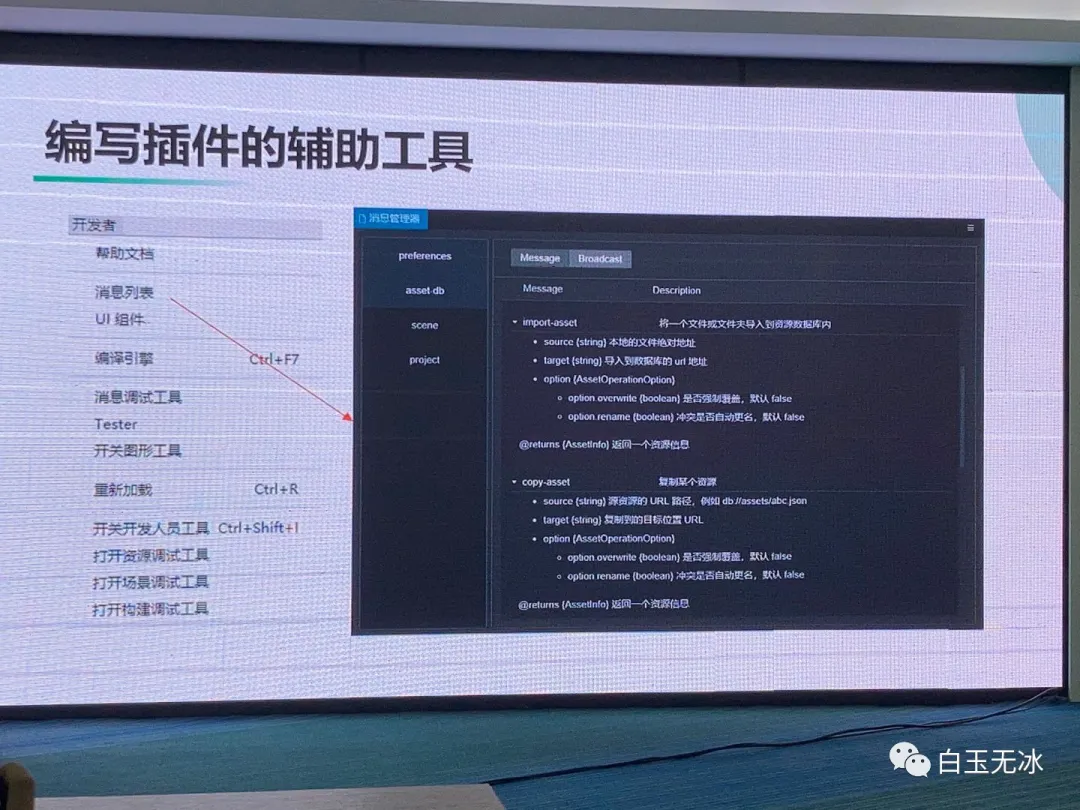 编写插件的辅助工具
开发者
帮助文档
消息列表
UI 组件
编译引擎 Ctrl+F7
消息调试工具
Tester
开关图形工具
重新加载 Ctrl+R
开关开发人员工具 Ctrl+Shift+I
打开资源调试工具
打开场景调试工具
打开构建调试工具
消息管理器
preferences
asset-db
scene
project
Message Broadcast
Message Description
import-asset 将一个文件或文件夹导入到资源数据库内
source {string} 本地的文件绝对地址
target {string} 导入到数据库的 url 地址
option {AssetOperationOption}
option.overwrite {boolean} 是否强制覆盖，默认 false
option.rename {boolean} 冲突是否自动更名，默认 false
@returns {AssetInfo} 返回一个资源信息
copy-asset 复制某个资源
source {string} 源资源的 URL 路径，例如 db://assets/abc.json
target {string} 复制到的目标位置 URL
option {AssetOperationOption}
option.overwrite {boolean} 是否强制覆盖，默认 false
option.rename {boolean} 冲突是否自动更名，默认 false
@returns {AssetInfo} 返回一个资源信息
白玉无冰